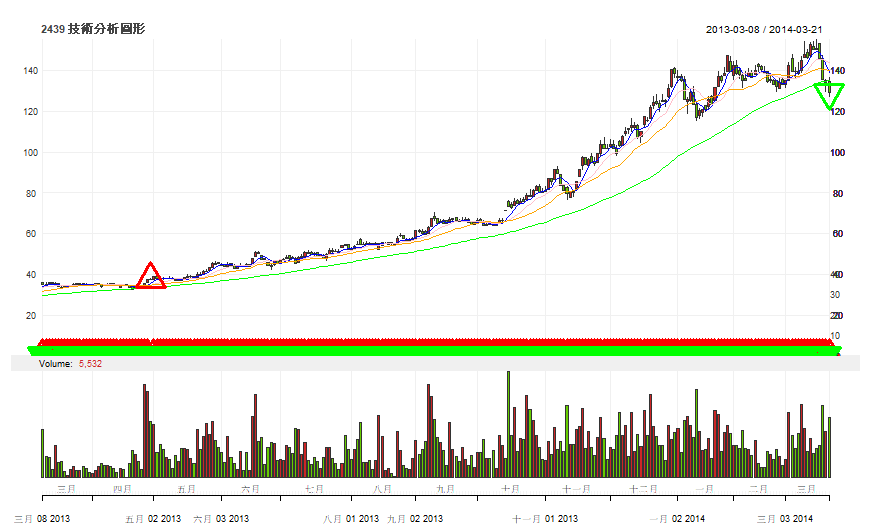 2439 技術分析圖形
2013-03-08 / 2014-03-21
140 140
120 120
100 100
80 80
60 60
40 40
30
20 20
10
Volume: 5,532
三月 四月 五月 六月 七月 八月 九月 十月 十一月 十二月 一月 二月 三月
三月 08 2013 五月 02 2013 六月 03 2013 八月 01 2013 九月 02 2013 十一月 01 2013 一月 02 2014 三月 03 2014